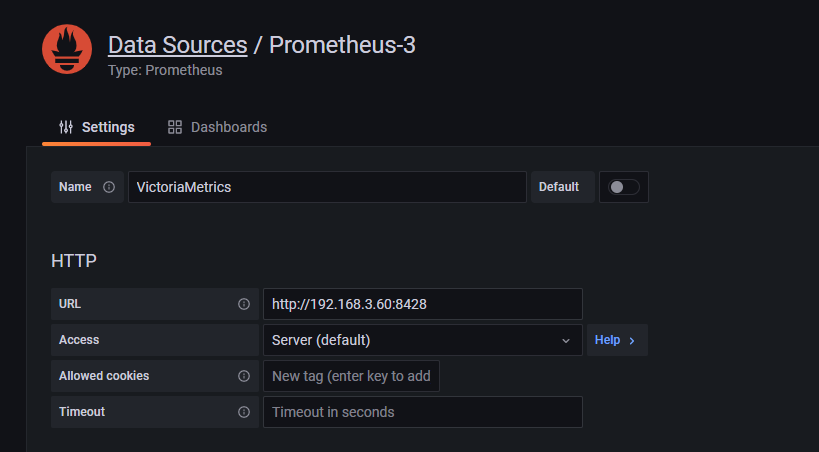 Data Sources / Prometheus-3
Type: Prometheus
Settings Dashboards
Name VictoriaMetrics Default
HTTP
URL http://192.168.3.60:8428
Access Server (default) Help
Allowed cookies New tag (enter key to add
Timeout Timeout in seconds